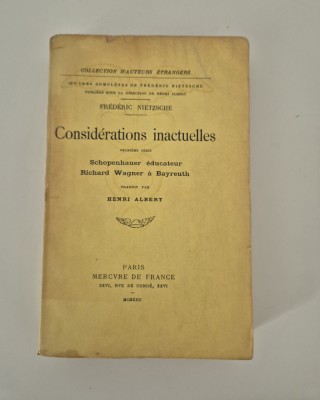 COLLECTION D'AUTEURS ÉTRANGERS
ŒUVRES COMPLÈTES DE FRÉDÉRIC NIETZSCHE
PUBLIÉES SOUS LA DIRECTION DE HENRI ALBERT
FRÉDÉRIC NIETZSCHE
Considérations inactuelles
DEUXIÈME SÉRIE
Schopenhauer éducateur
Richard Wagner à Bayreuth
TRADUIT PAR
HENRI ALBERT
PARIS
MERCVRE DE FRANCE
XXVI, RVE DE CONDÉ, XXVI